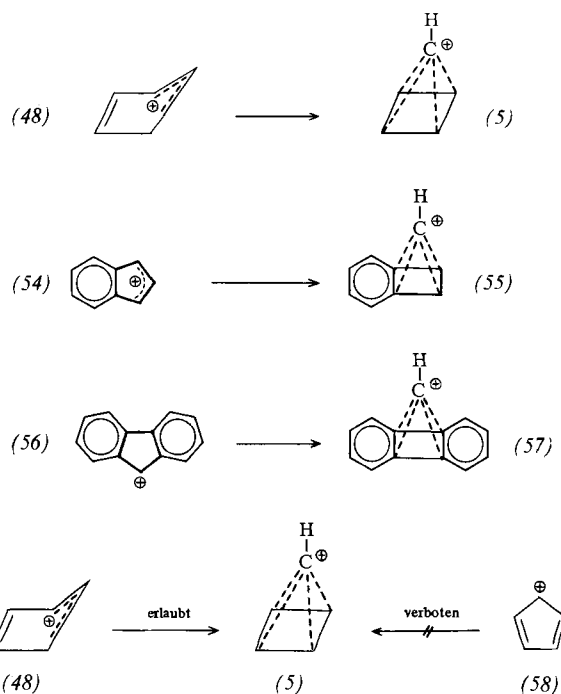 H
C ⊕
(48) ⊕ (5)
H
C ⊕
(54) ⊕ (55)
H
C ⊕
(56) ⊕ (57)
H
C ⊕
⊕ erlaubt verboten ⊕
(48) (5) (58)